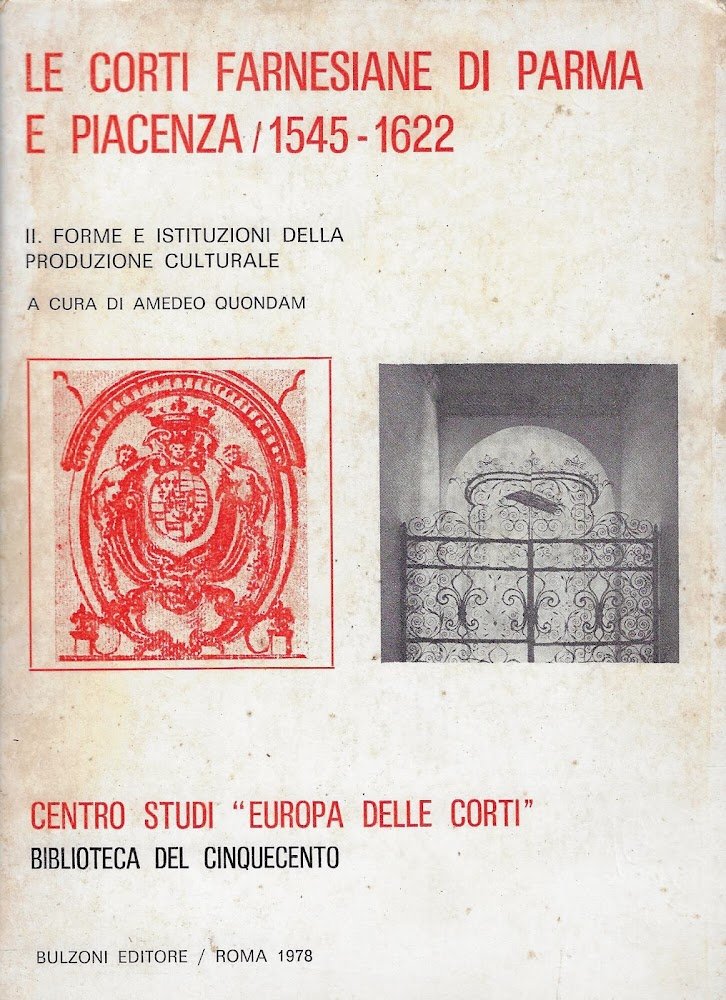 LE CORTI FARNESIANE DI PARMA
E PIACENZA / 1545 - 1622
II. FORME E ISTITUZIONI DELLA
PRODUZIONE CULTURALE
A CURA DI AMEDEO QUONDAM
CENTRO STUDI "EUROPA DELLE CORTI"
BIBLIOTECA DEL CINQUECENTO
BULZONI EDITORE / ROMA 1978